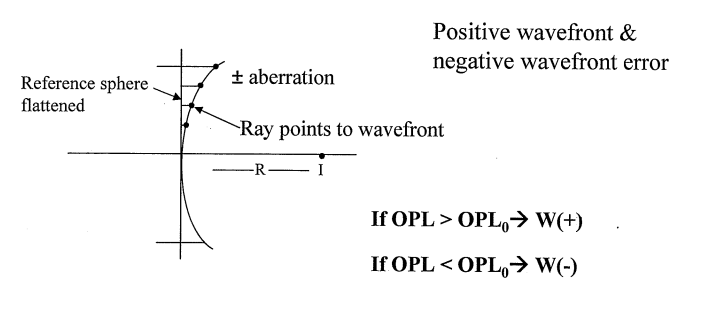 Positive wavefront &
negative wavefront error
Reference sphere
flattened
± aberration
Ray points to wavefront
R
I
If OPL > OPL₀→ W(+)
If OPL < OPL₀→ W(-)